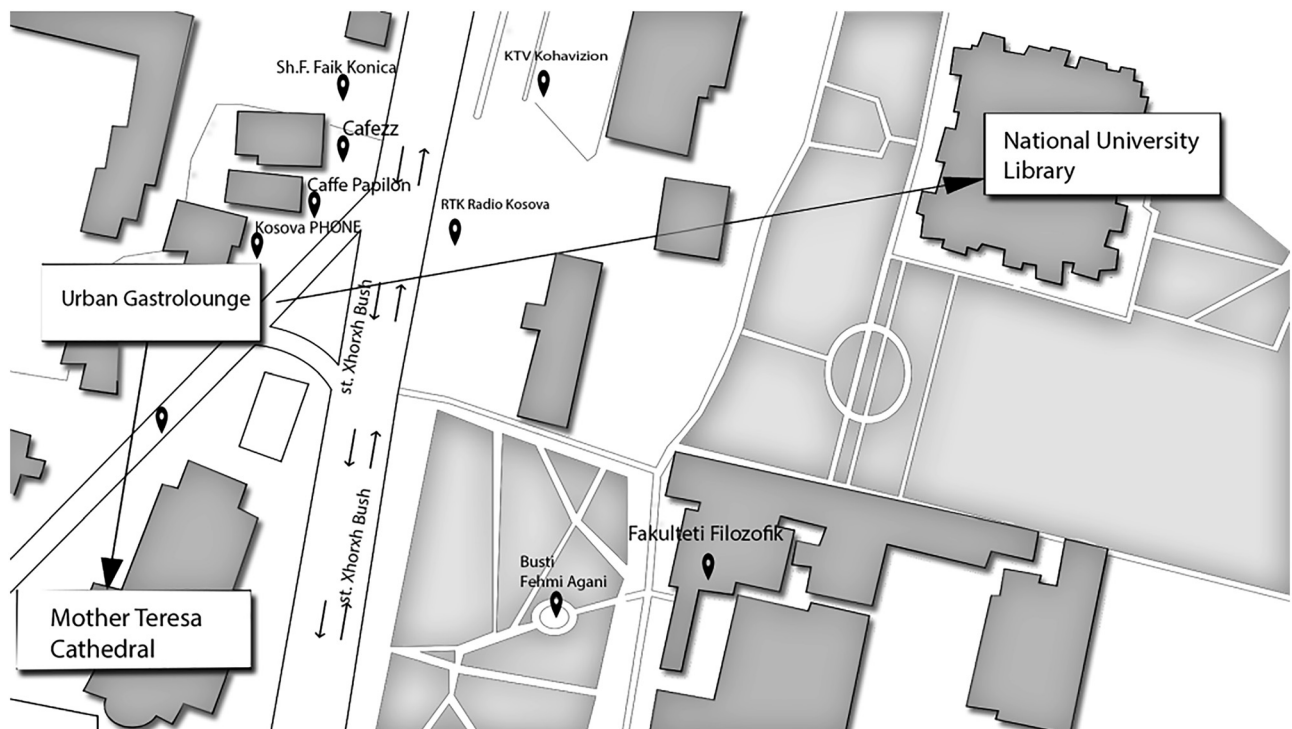 KTV Kohavizion
Sh.F. Faik Konica
Cafezz
National University
Library
Caffe Papilon
RTK Radio Kosova
Kosova PHONE
Urban Gastrolounge
st. Xhorxh Bush
st. Xhorxh Bush
Fakulteti Filozofik
Busti
Fehmi Agani
Mother Teresa
Cathedral